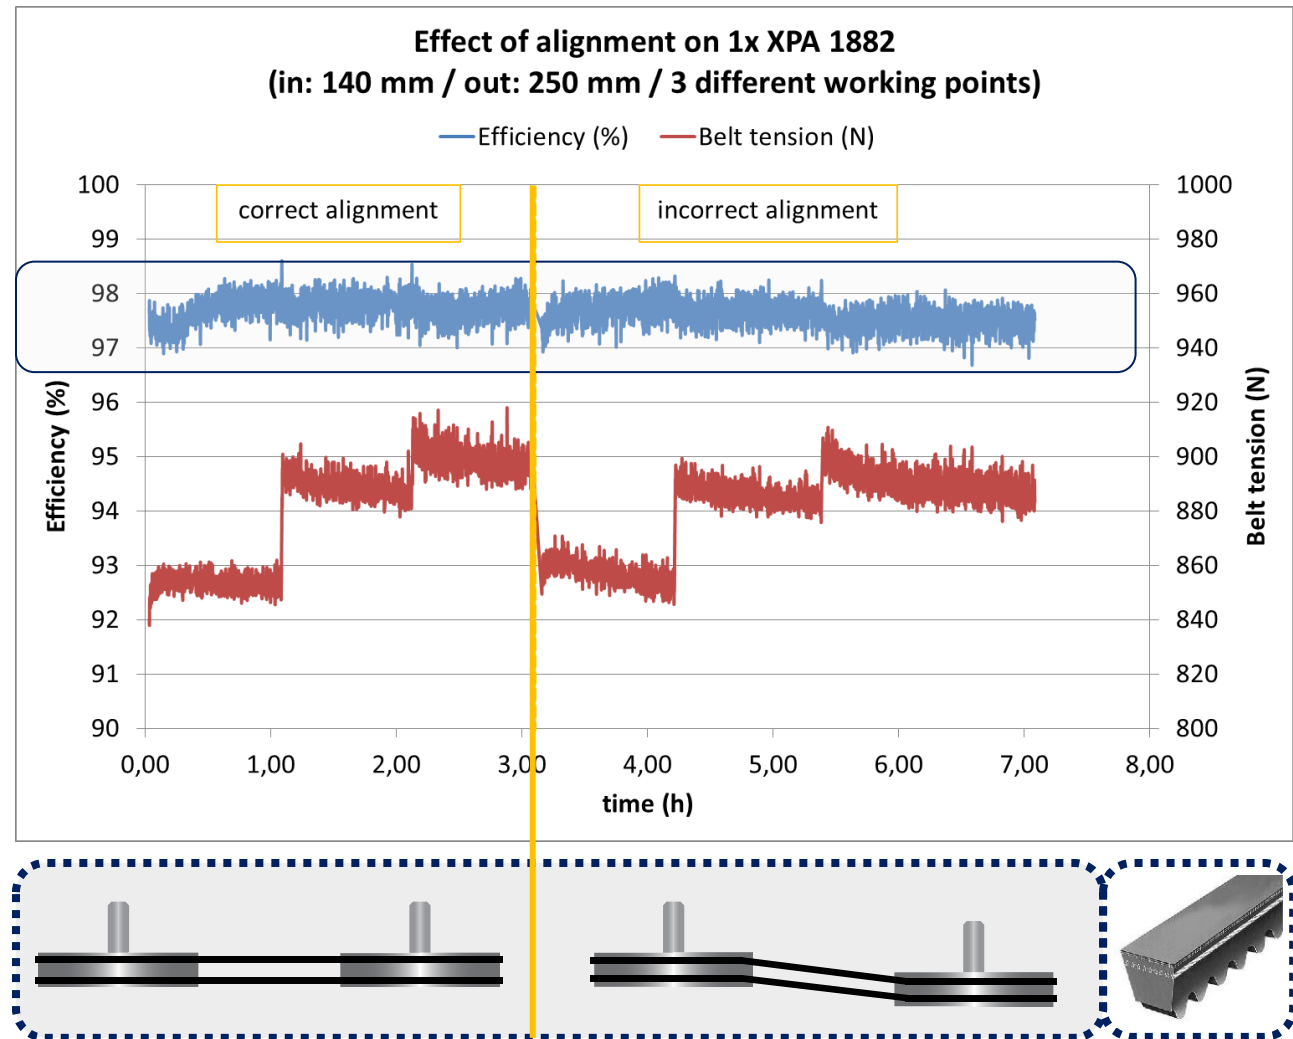 Effect of alignment on 1x XPA 1882
(in: 140 mm / out: 250 mm / 3 different working points)
Efficiency (%) Belt tension (N)
correct alignment incorrect alignment
100
99
98
97
96
95
94
93
92
91
90
Efficiency (%)
1000
980
960
940
920
900
880
860
840
820
800
Belt tension (N)
0,00 1,00 2,00 3,00 4,00 5,00 6,00 7,00 8,00
time (h)